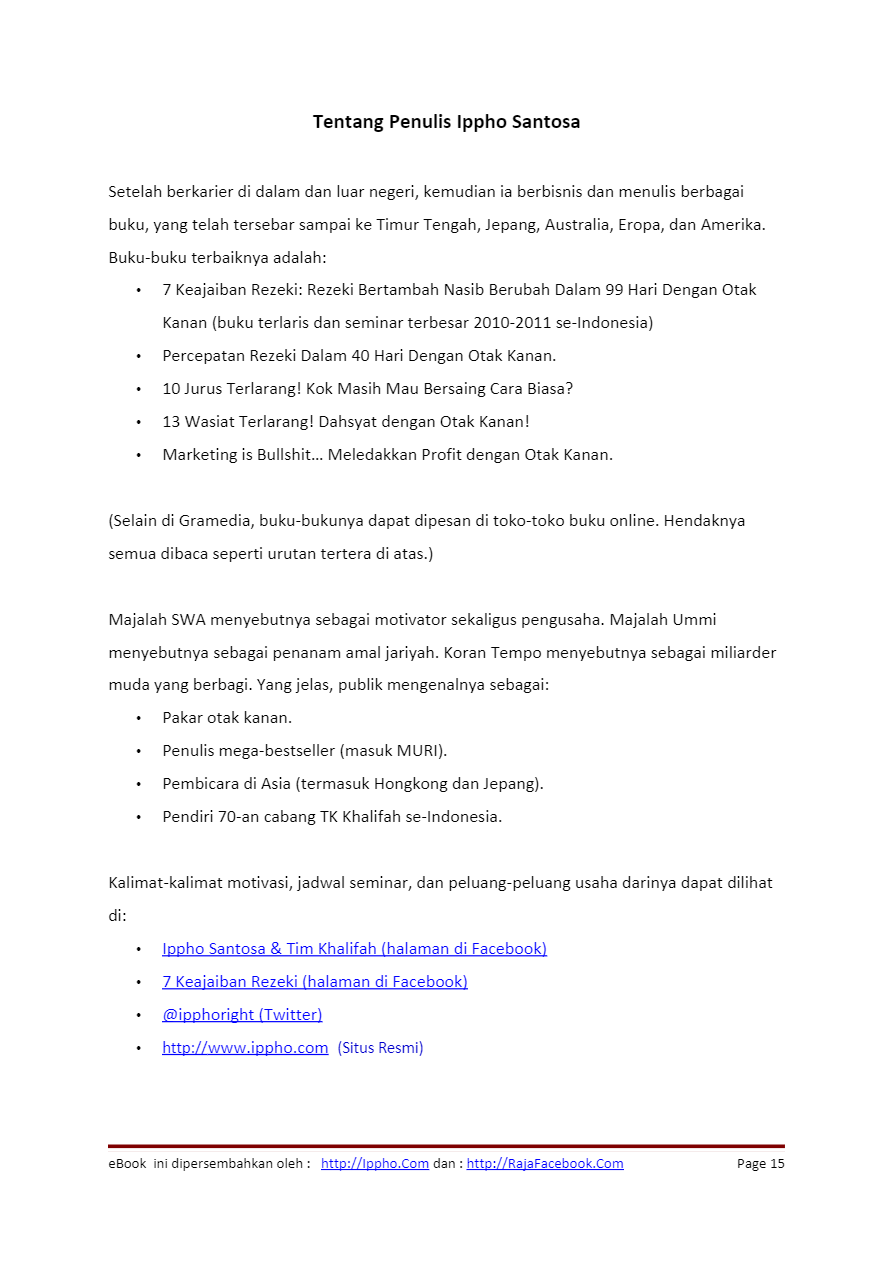 Tentang Penulis Ippho Santosa
Setelah berkarier di dalam dan luar negeri, kemudian ia berbisnis dan menulis berbagai
buku, yang telah tersebar sampai ke Timur Tengah, Jepang, Australia, Eropa, dan Amerika.
Buku-buku terbaiknya adalah:
• 7 Keajaiban Rezeki: Rezeki Bertambah Nasib Berubah Dalam 99 Hari Dengan Otak
Kanan (buku terlaris dan seminar terbesar 2010-2011 se-Indonesia)
• Percepatan Rezeki Dalam 40 Hari Dengan Otak Kanan.
• 10 Jurus Terlarang! Kok Masih Mau Bersaing Cara Biasa?
• 13 Wasiat Terlarang! Dahsyat dengan Otak Kanan!
• Marketing is Bullshit... Meledakkan Profit dengan Otak Kanan.
(Selain di Gramedia, buku-bukunya dapat dipesan di toko-toko buku online. Hendaknya
semua dibaca seperti urutan tertera di atas.)
Majalah SWA menyebutnya sebagai motivator sekaligus pengusaha. Majalah Ummi
menyebutnya sebagai penanam amal jariyah. Koran Tempo menyebutnya sebagai miliarder
muda yang berbagi. Yang jelas, publik mengenalnya sebagai:
• Pakar otak kanan.
• Penulis mega-bestseller (masuk MURI).
• Pembicara di Asia (termasuk Hongkong dan Jepang).
• Pendiri 70-an cabang TK Khalifah se-Indonesia.
Kalimat-kalimat motivasi, jadwal seminar, dan peluang-peluang usaha darinya dapat dilihat
di:
• Ippho Santosa & Tim Khalifah (halaman di Facebook)
• 7 Keajaiban Rezeki (halaman di Facebook)
• @ipphoright (Twitter)
• http://www.ippho.com (Situs Resmi)
eBook ini dipersembahkan oleh : http://Ippho.Com dan : http://RajaFacebook.Com Page 15